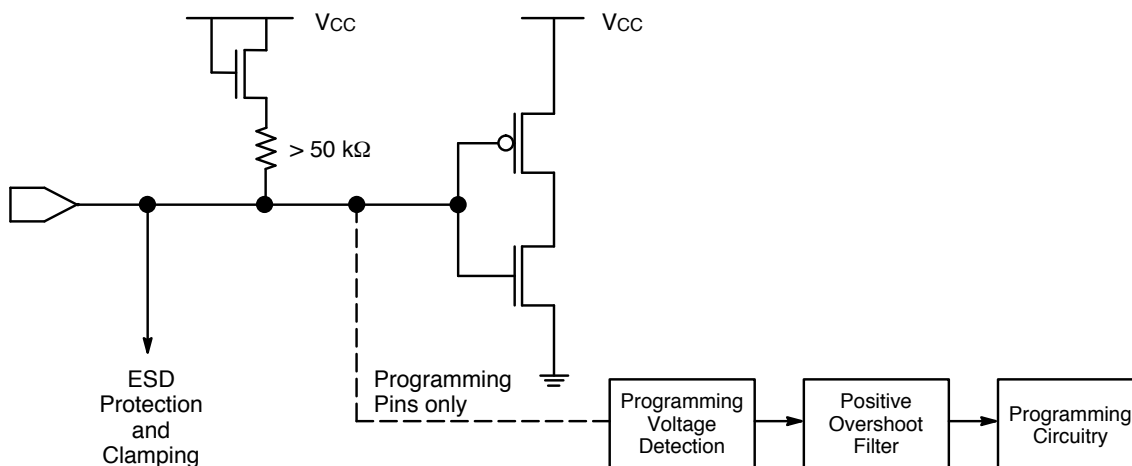 VCC
VCC
> 50 kΩ
ESD
Protection
and
Clamping
Programming
Pins only
Programming
Voltage
Detection
Positive
Overshoot
Filter
Programming
Circuitry